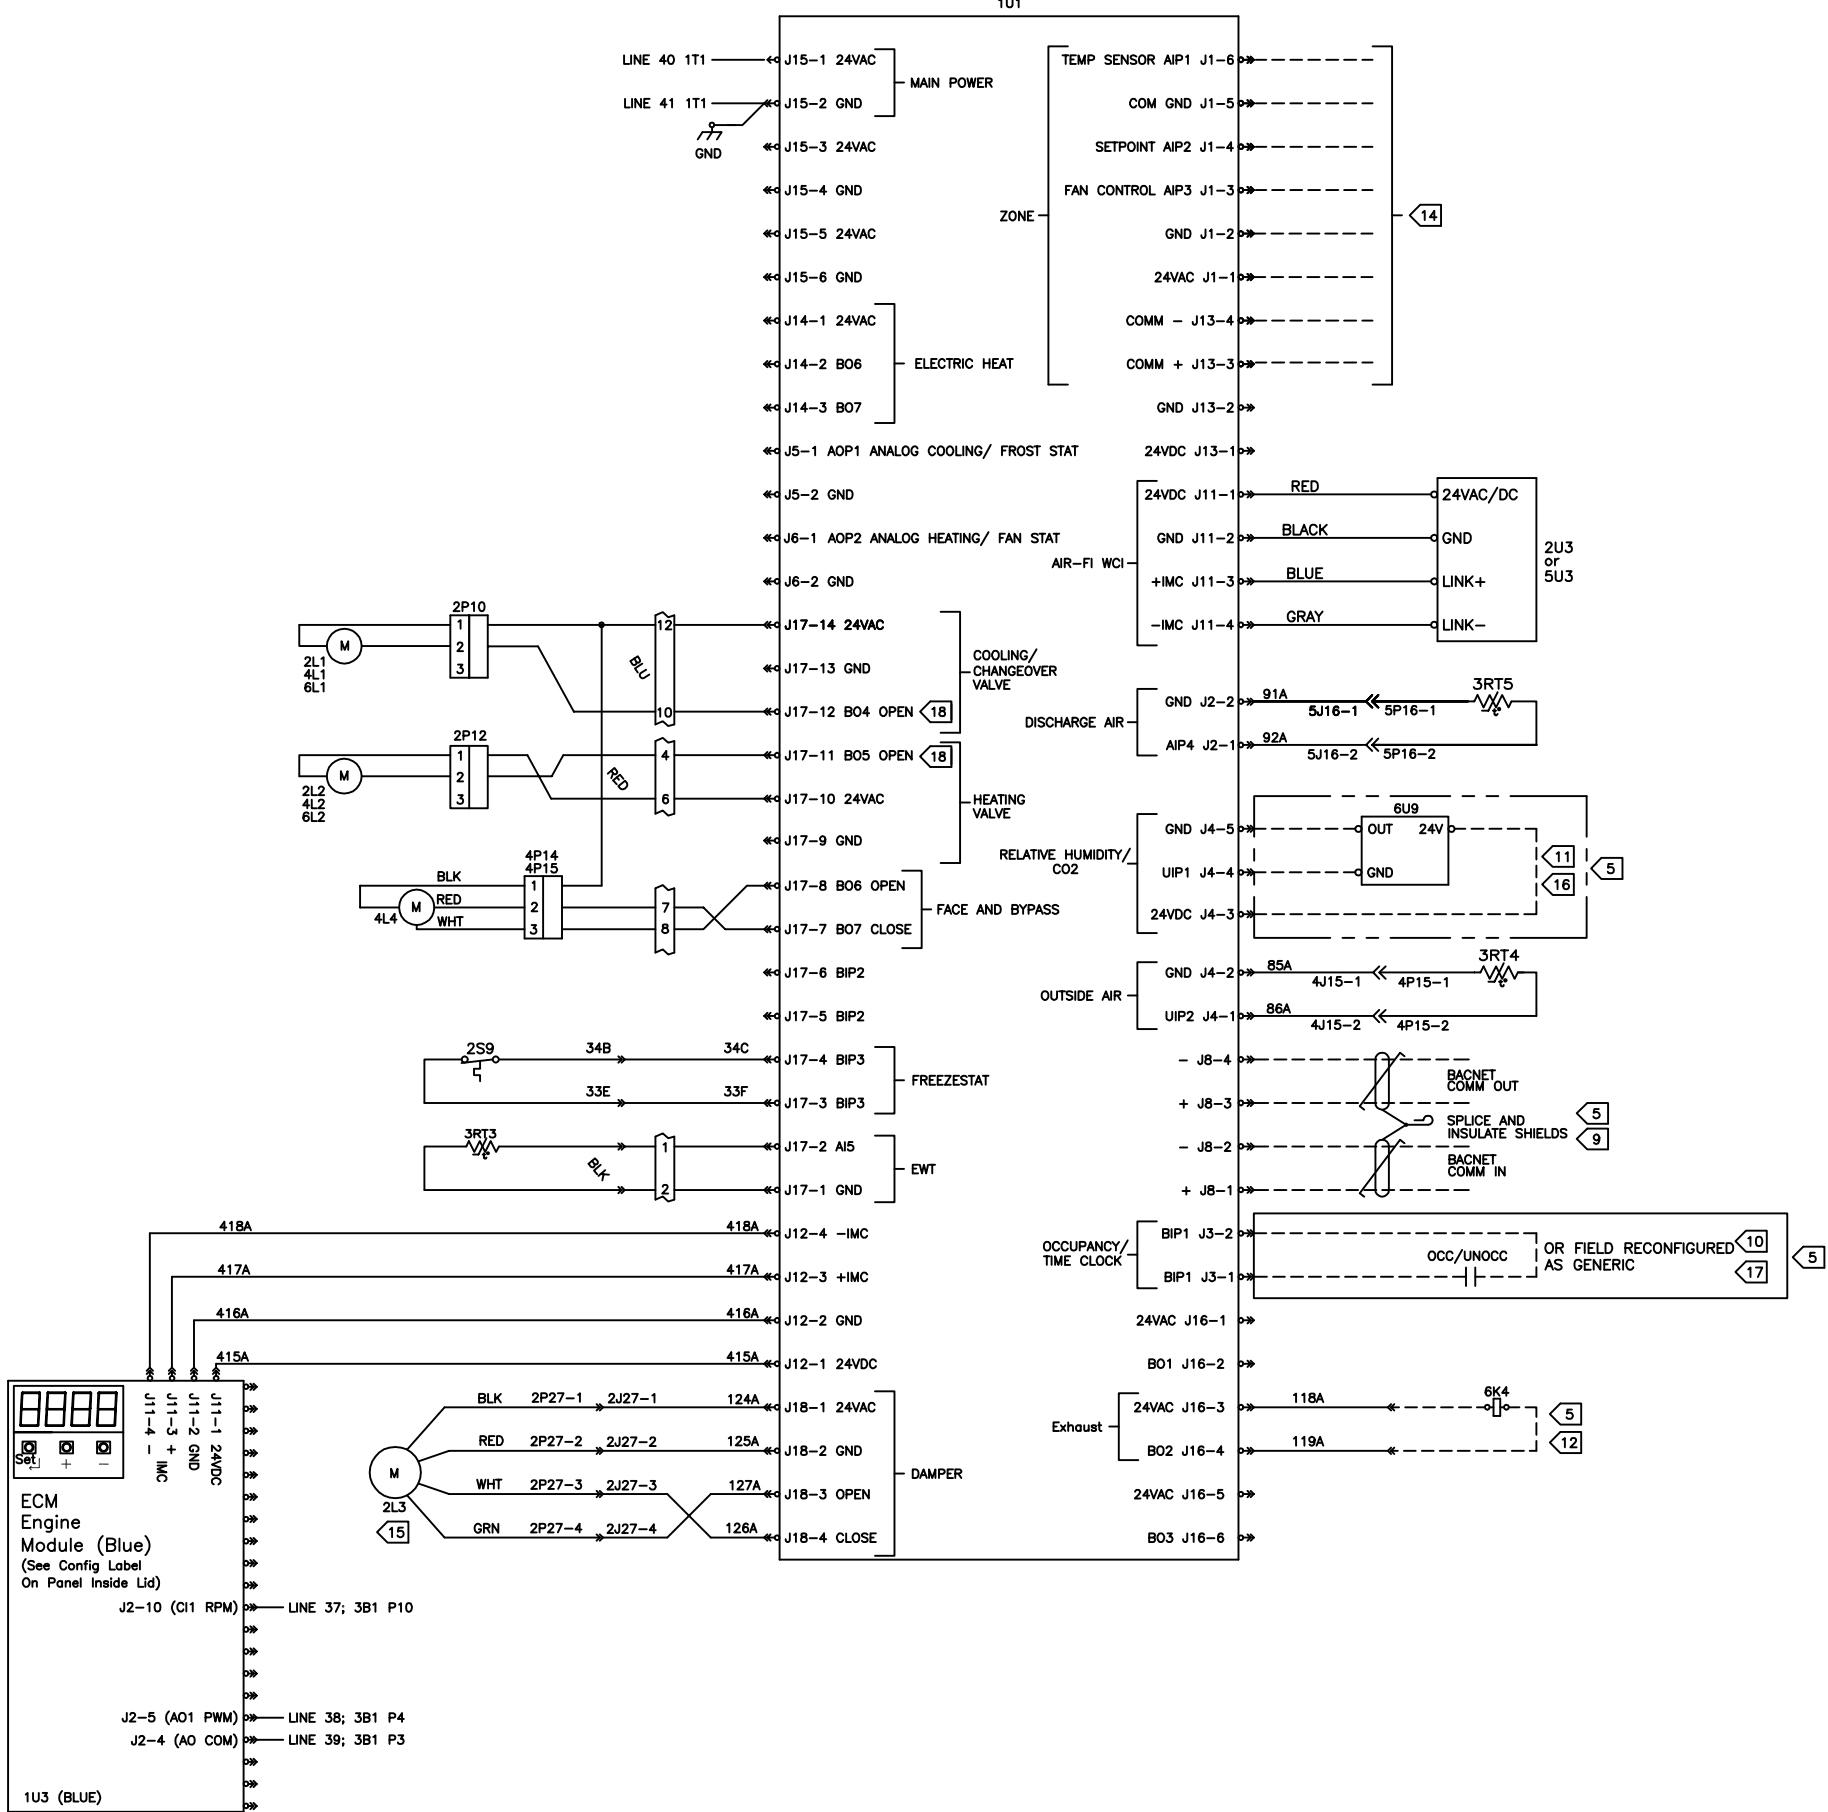 1U1
LINE 40 1T1
J15-1 24VAC
LINE 41 1T1
J15-2 GND
MAIN POWER
GND
J15-3 24VAC
J15-4 GND
J15-5 24VAC
J15-6 GND
J14-1 24VAC
J14-2 BO6
J14-3 BO7
ELECTRIC HEAT
J5-1 AOP1 ANALOG COOLING/ FROST STAT
J5-2 GND
J6-1 AOP2 ANALOG HEATING/ FAN STAT
J6-2 GND
2P10
1
2
3
2L1
4L1
6L1
12
BLU
10
J17-14 24VAC
J17-13 GND
J17-12 BO4 OPEN
18
COOLING/
CHANGEOVER
VALVE
2P12
1
2
3
2L2
4L2
6L2
M
M
4
RED
6
J17-11 BO5 OPEN
18
J17-10 24VAC
J17-9 GND
HEATING
VALVE
4P14
4P15
BLK
RED
WHT
M
4L4
1
2
3
7
8
J17-8 BO6 OPEN
J17-7 BO7 CLOSE
FACE AND BYPASS
J17-6 BIP2
J17-5 BIP2
2S9
34B
34C
J17-4 BIP3
33E
33F
J17-3 BIP3
FREEZESTAT
3RT3
BLK
1
2
J17-2 AI5
J17-1 GND
EWT
418A
418A
J12-4 -IMC
417A
417A
J12-3 +IMC
416A
416A
J12-2 GND
415A
415A
J12-1 24VDC
BLK
2P27-1
2J27-1
124A
J18-1 24VAC
RED
2P27-2
2J27-2
125A
J18-2 GND
WHT
2P27-3
2J27-3
127A
J18-3 OPEN
GRN
2P27-4
2J27-4
126A
J18-4 CLOSE
DAMPER
M
2L3
15
J11-4 -
J11-3 + IMC
J11-2 GND
J11-1 24VDC
8888
Set
+
-
ECM
Engine
Module (Blue)
(See Config Label
On Panel Inside Lid)
J2-10 (CI1 RPM)
LINE 37; 3B1 P10
J2-5 (AO1 PWM)
LINE 38; 3B1 P4
J2-4 (AO COM)
LINE 39; 3B1 P3
1U3 (BLUE)
ZONE
TEMP SENSOR AIP1 J1-6
COM GND J1-5
SETPOINT AIP2 J1-4
FAN CONTROL AIP3 J1-3
GND J1-2
24VAC J1-1
COMM - J13-4
COMM + J13-3
14
GND J13-2
24VDC J13-1
AIR-FI WCI
24VDC J11-1
RED
24VAC/DC
GND J11-2
BLACK
GND
+IMC J11-3
BLUE
LINK+
-IMC J11-4
GRAY
LINK-
2U3
or
5U3
DISCHARGE AIR
GND J2-2
91A
5J16-1
5P16-1
3RT5
AIP4 J2-1
92A
5J16-2
5P16-2
RELATIVE HUMIDITY/
CO2
GND J4-5
UIP1 J4-4
24VDC J4-3
6U9
OUT
24V
GND
11
16
5
OUTSIDE AIR
GND J4-2
85A
4J15-1
4P15-1
3RT4
UIP2 J4-1
86A
4J15-2
4P15-2
- J8-4
+ J8-3
BACNET
COMM OUT
SPLICE AND
INSULATE SHIELDS
5
9
- J8-2
+ J8-1
BACNET
COMM IN
OCCUPANCY/
TIME CLOCK
BIP1 J3-2
BIP1 J3-1
OCC/UNOCC
OR FIELD RECONFIGURED
AS GENERIC
10
17
5
24VAC J16-1
BO1 J16-2
Exhaust
24VAC J16-3
118A
6K4
BO2 J16-4
119A
5
12
24VAC J16-5
BO3 J16-6